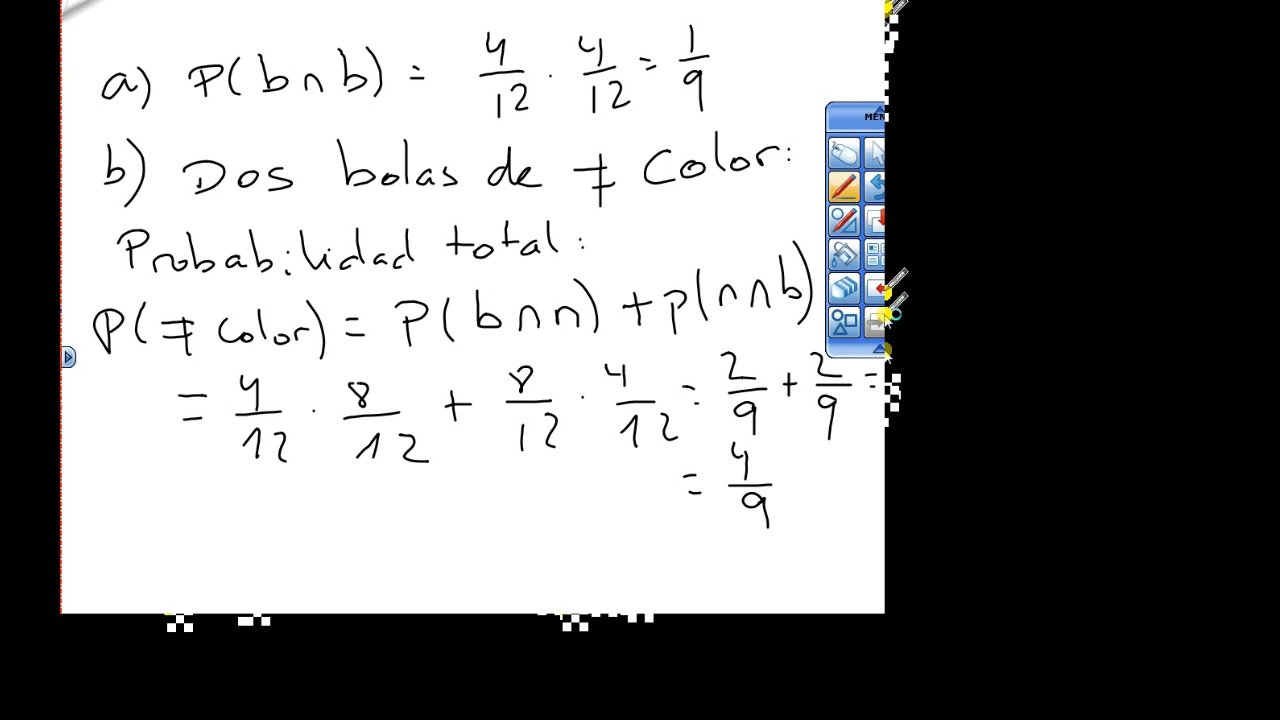 a) P(b∩b) = 4/12 · 4/12 = 1/9
b) Dos bolas de ≠ Color:
Probabilidad total:
P(≠ color) = P(b∩n) + p(n∩b)
= 4/12 · 8/12 + 8/12 · 4/12 = 2/9 + 2/9 =
= 4/9